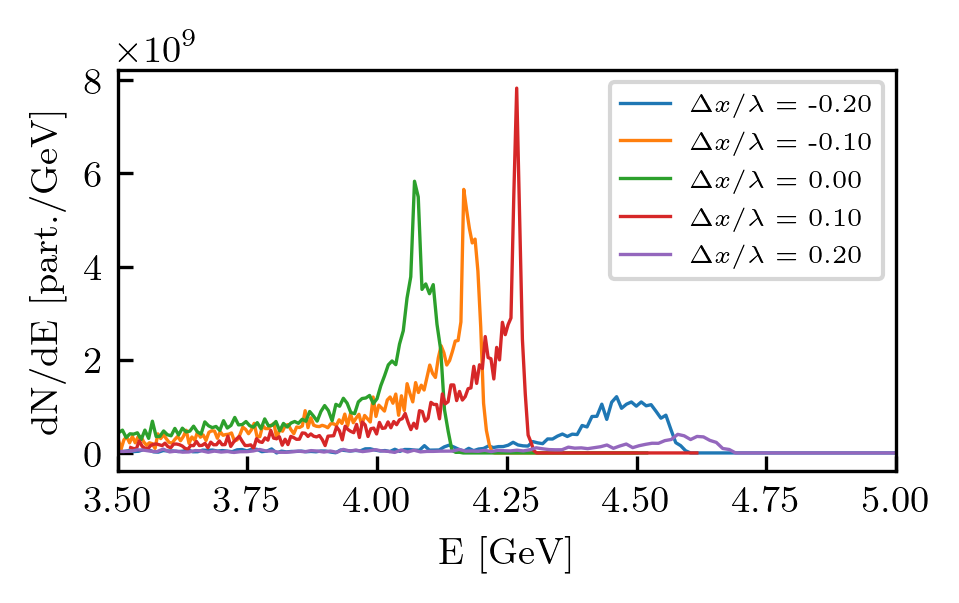 ×10⁹
8
6
4
2
0
dN/dE [part./GeV]
Δx/λ = -0.20
Δx/λ = -0.10
Δx/λ = 0.00
Δx/λ = 0.10
Δx/λ = 0.20
3.50 3.75 4.00 4.25 4.50 4.75 5.00
E [GeV]